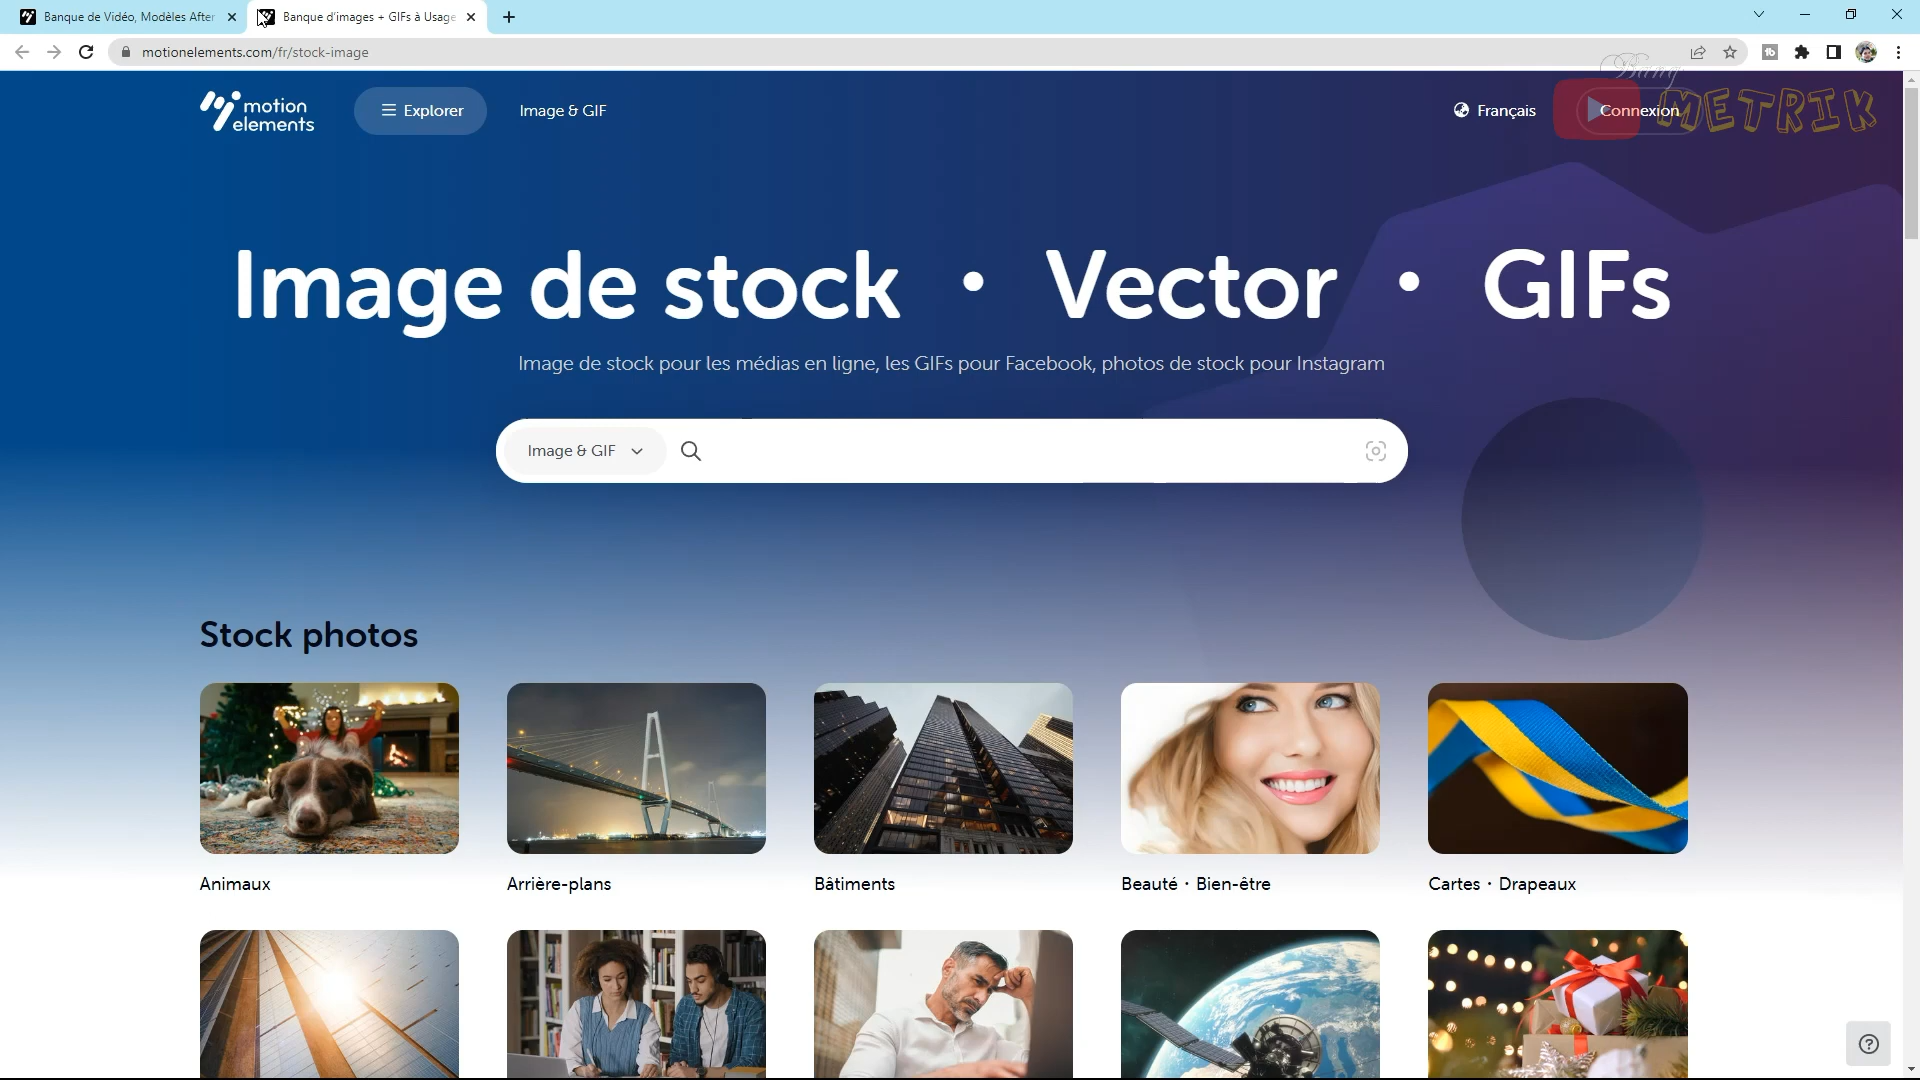 Banque de Vidéo, Modèles After
Banque d'images + GIFs à Usage
motionelements.com/fr/stock-image
motion
elements
Explorer
Image & GIF
Français
Connexion
Bang
METRIK
Image de stock • Vector • GIFs
Image de stock pour les médias en ligne, les GIFs pour Facebook, photos de stock pour Instagram
Image & GIF
Stock photos
Animaux
Arrière-plans
Bâtiments
Beauté・Bien-être
Cartes・Drapeaux